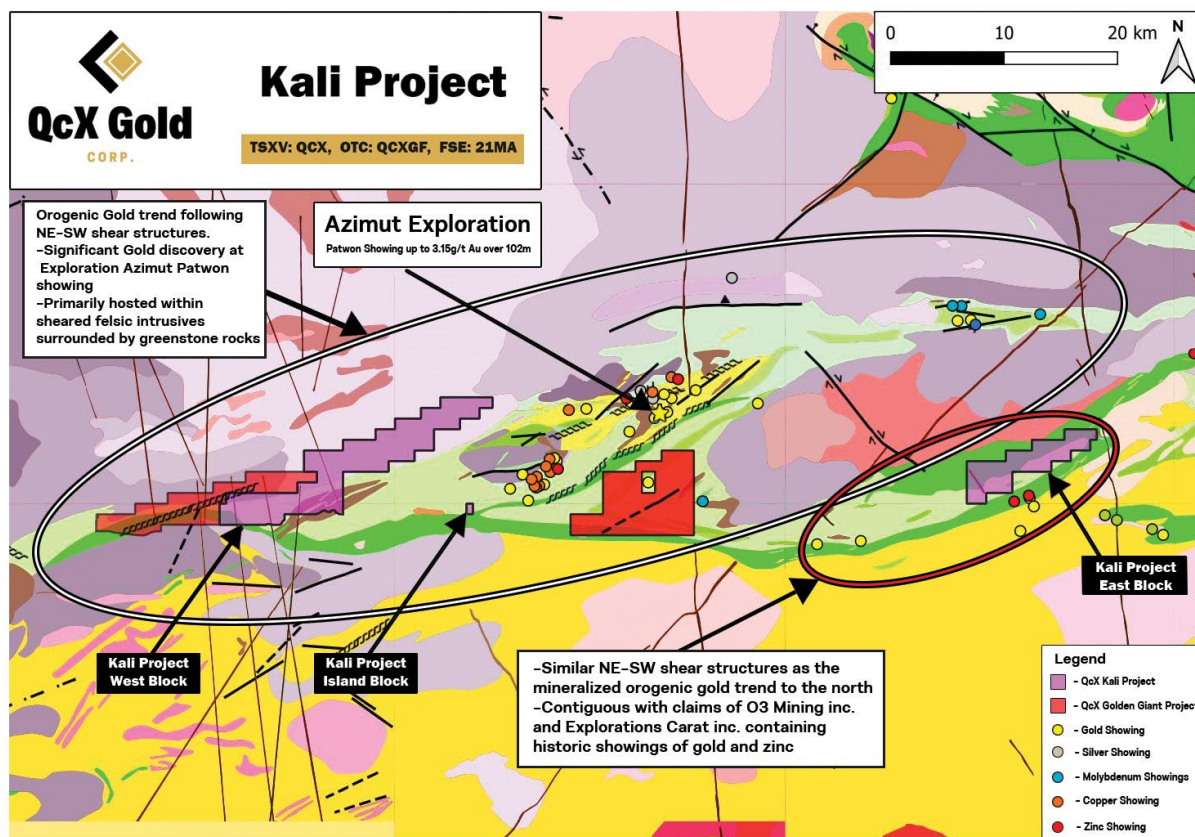 QcX Gold
CORP.
Kali Project
TSXV: QCX, OTC: QCXGF, FSE: 21MA
0 10 20 km
N
Orogenic Gold trend following
NE-SW shear structures.
-Significant Gold discovery at
Exploration Azimut Patwon
showing
-Primarily hosted within
sheared felsic intrusives
surrounded by greenstone rocks
Azimut Exploration
Patwon Showing up to 3.15g/t Au over 102m
Kali Project
West Block
Kali Project
Island Block
Kali Project
East Block
-Similar NE-SW shear structures as the
mineralized orogenic gold trend to the north
-Contiguous with claims of O3 Mining inc.
and Explorations Carat inc. containing
historic showings of gold and zinc
Legend
- QcX Kali Project
- QcX Golden Giant Project
- Gold Showing
- Silver Showing
- Molybdenum Showings
- Copper Showing
- Zinc Showing